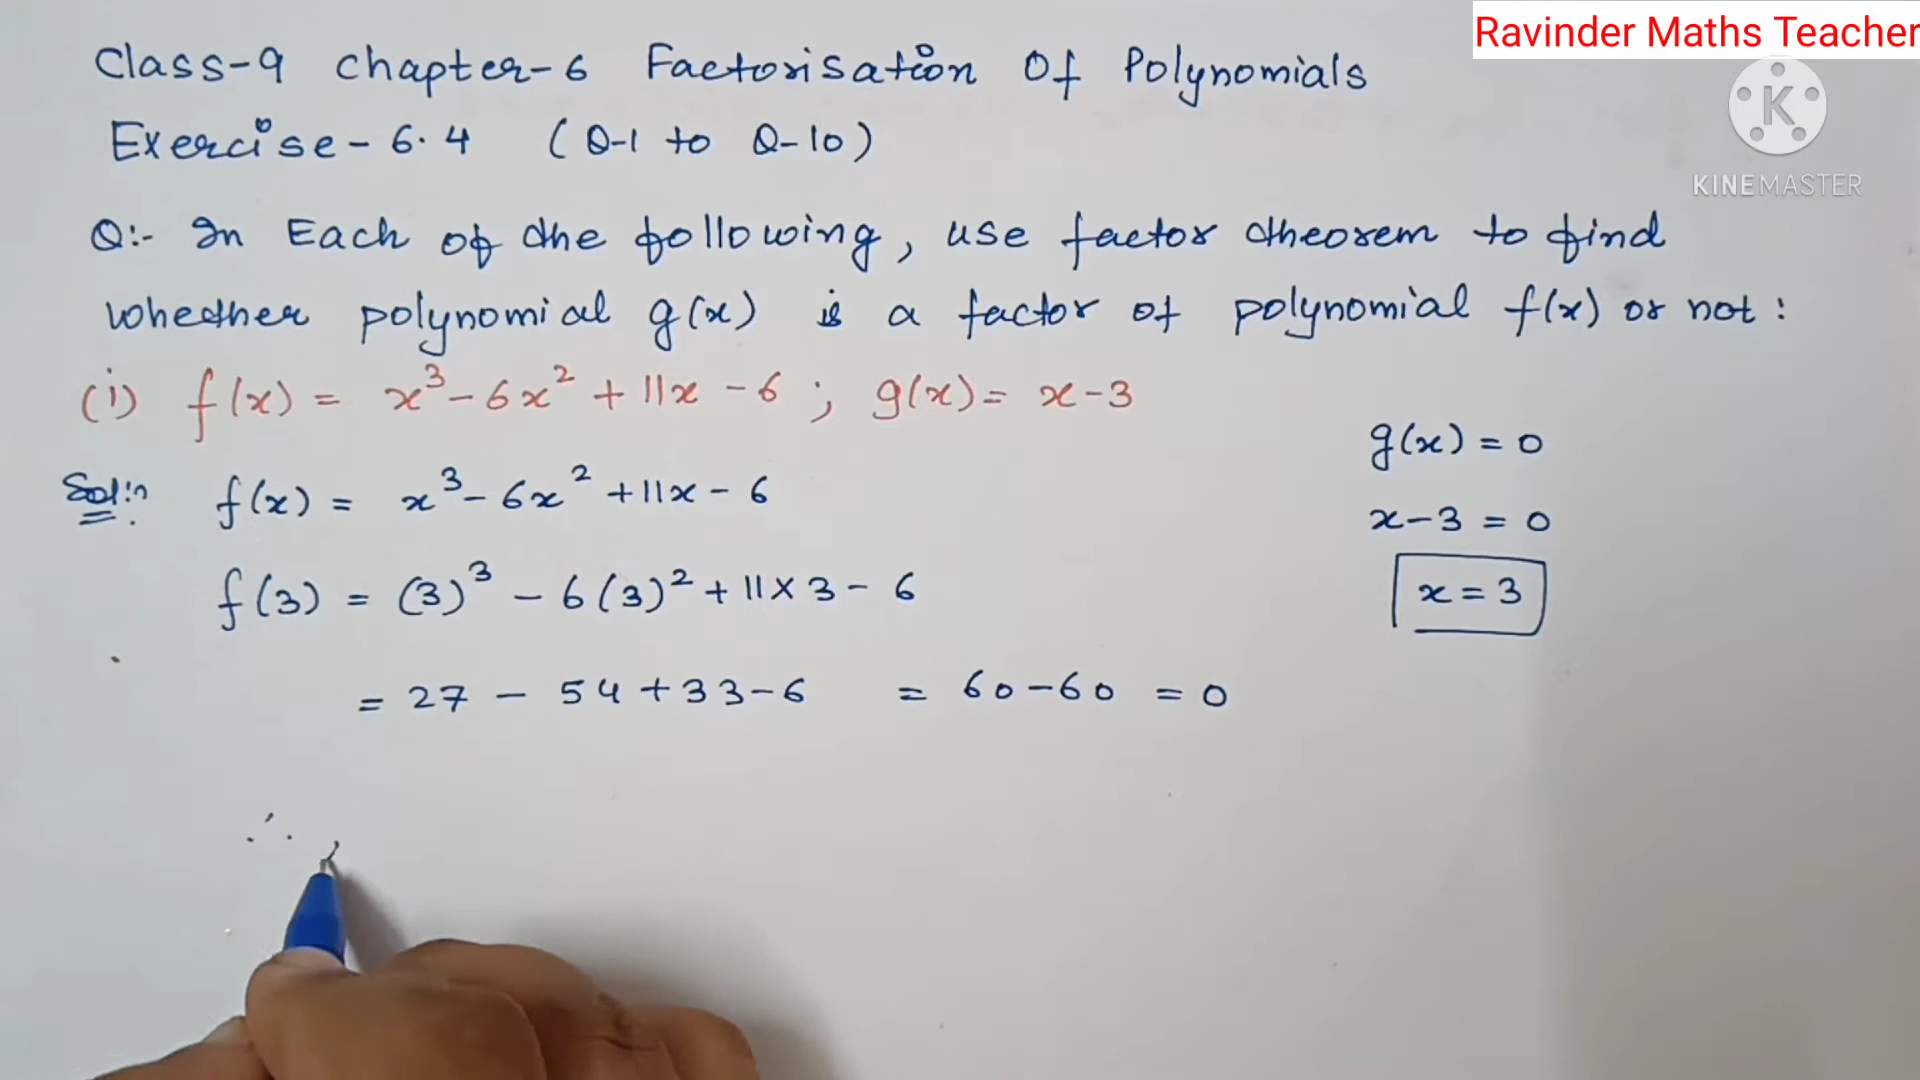 Ravinder Maths Teacher
Class-9 Chapter-6 Factorisation Of Polynomials
KINEMASTER
Exercise-6.4 (Q-1 to Q-10)
Q:- In Each of the following, use factor theorem to find
whether polynomial g(x) is a factor of polynomial f(x) or not:
(i) f(x) = x³-6x²+11x-6; g(x) = x-3
g(x) = 0
Sol:n f(x) = x³-6x²+11x-6
x-3 = 0
f(3) = (3)³-6(3)²+11×3-6
x=3
= 27-54+33-6 = 60-60 = 0
∴